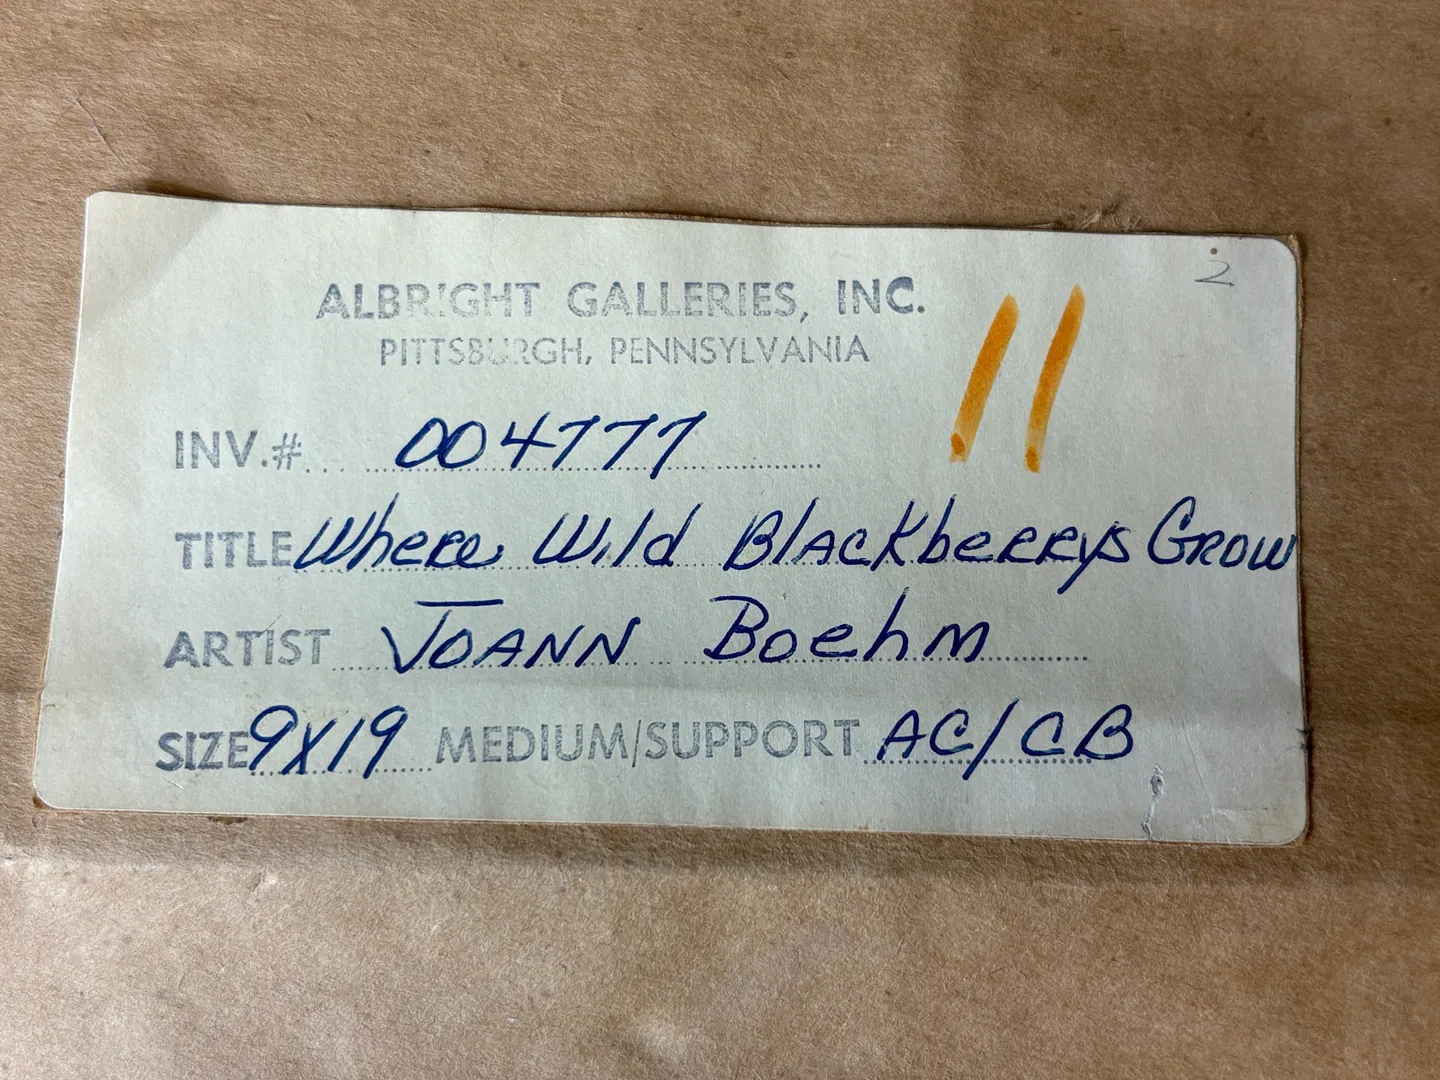 2
ALBRIGHT GALLERIES, INC.
PITTSBURGH, PENNSYLVANIA
11
INV.# 004777
TITLE Where Wild Blackberrys Grow
ARTIST JOANN Boehm
SIZE 9X19 MEDIUM/SUPPORT AC/CB